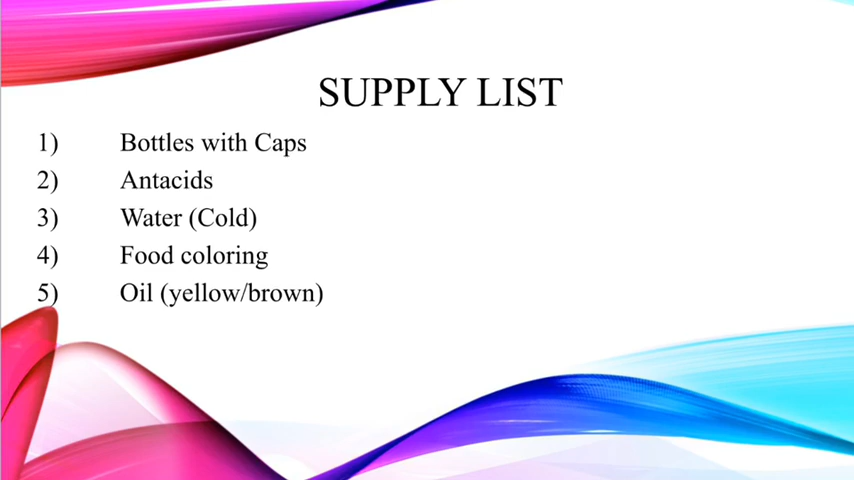 SUPPLY LIST
1) Bottles with Caps
2) Antacids
3) Water (Cold)
4) Food coloring
5) Oil (yellow/brown)